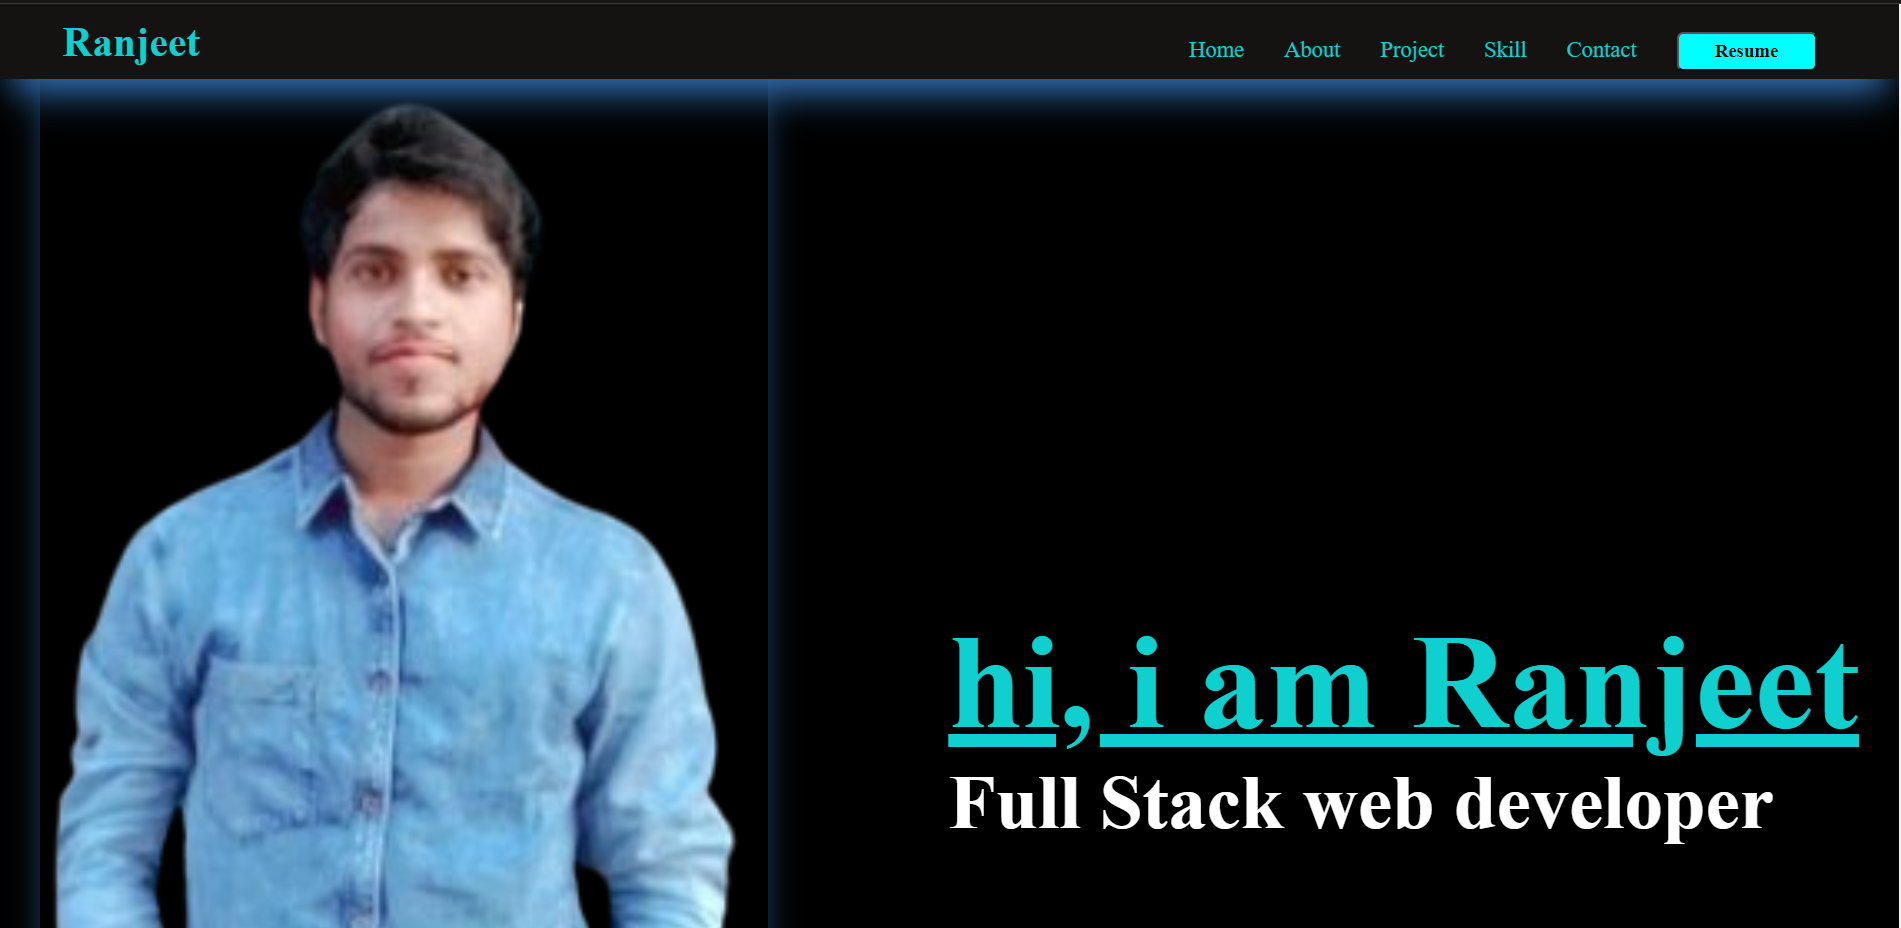 Ranjeet
Home About Project Skill Contact Resume
hi, i am Ranjeet
Full Stack web developer